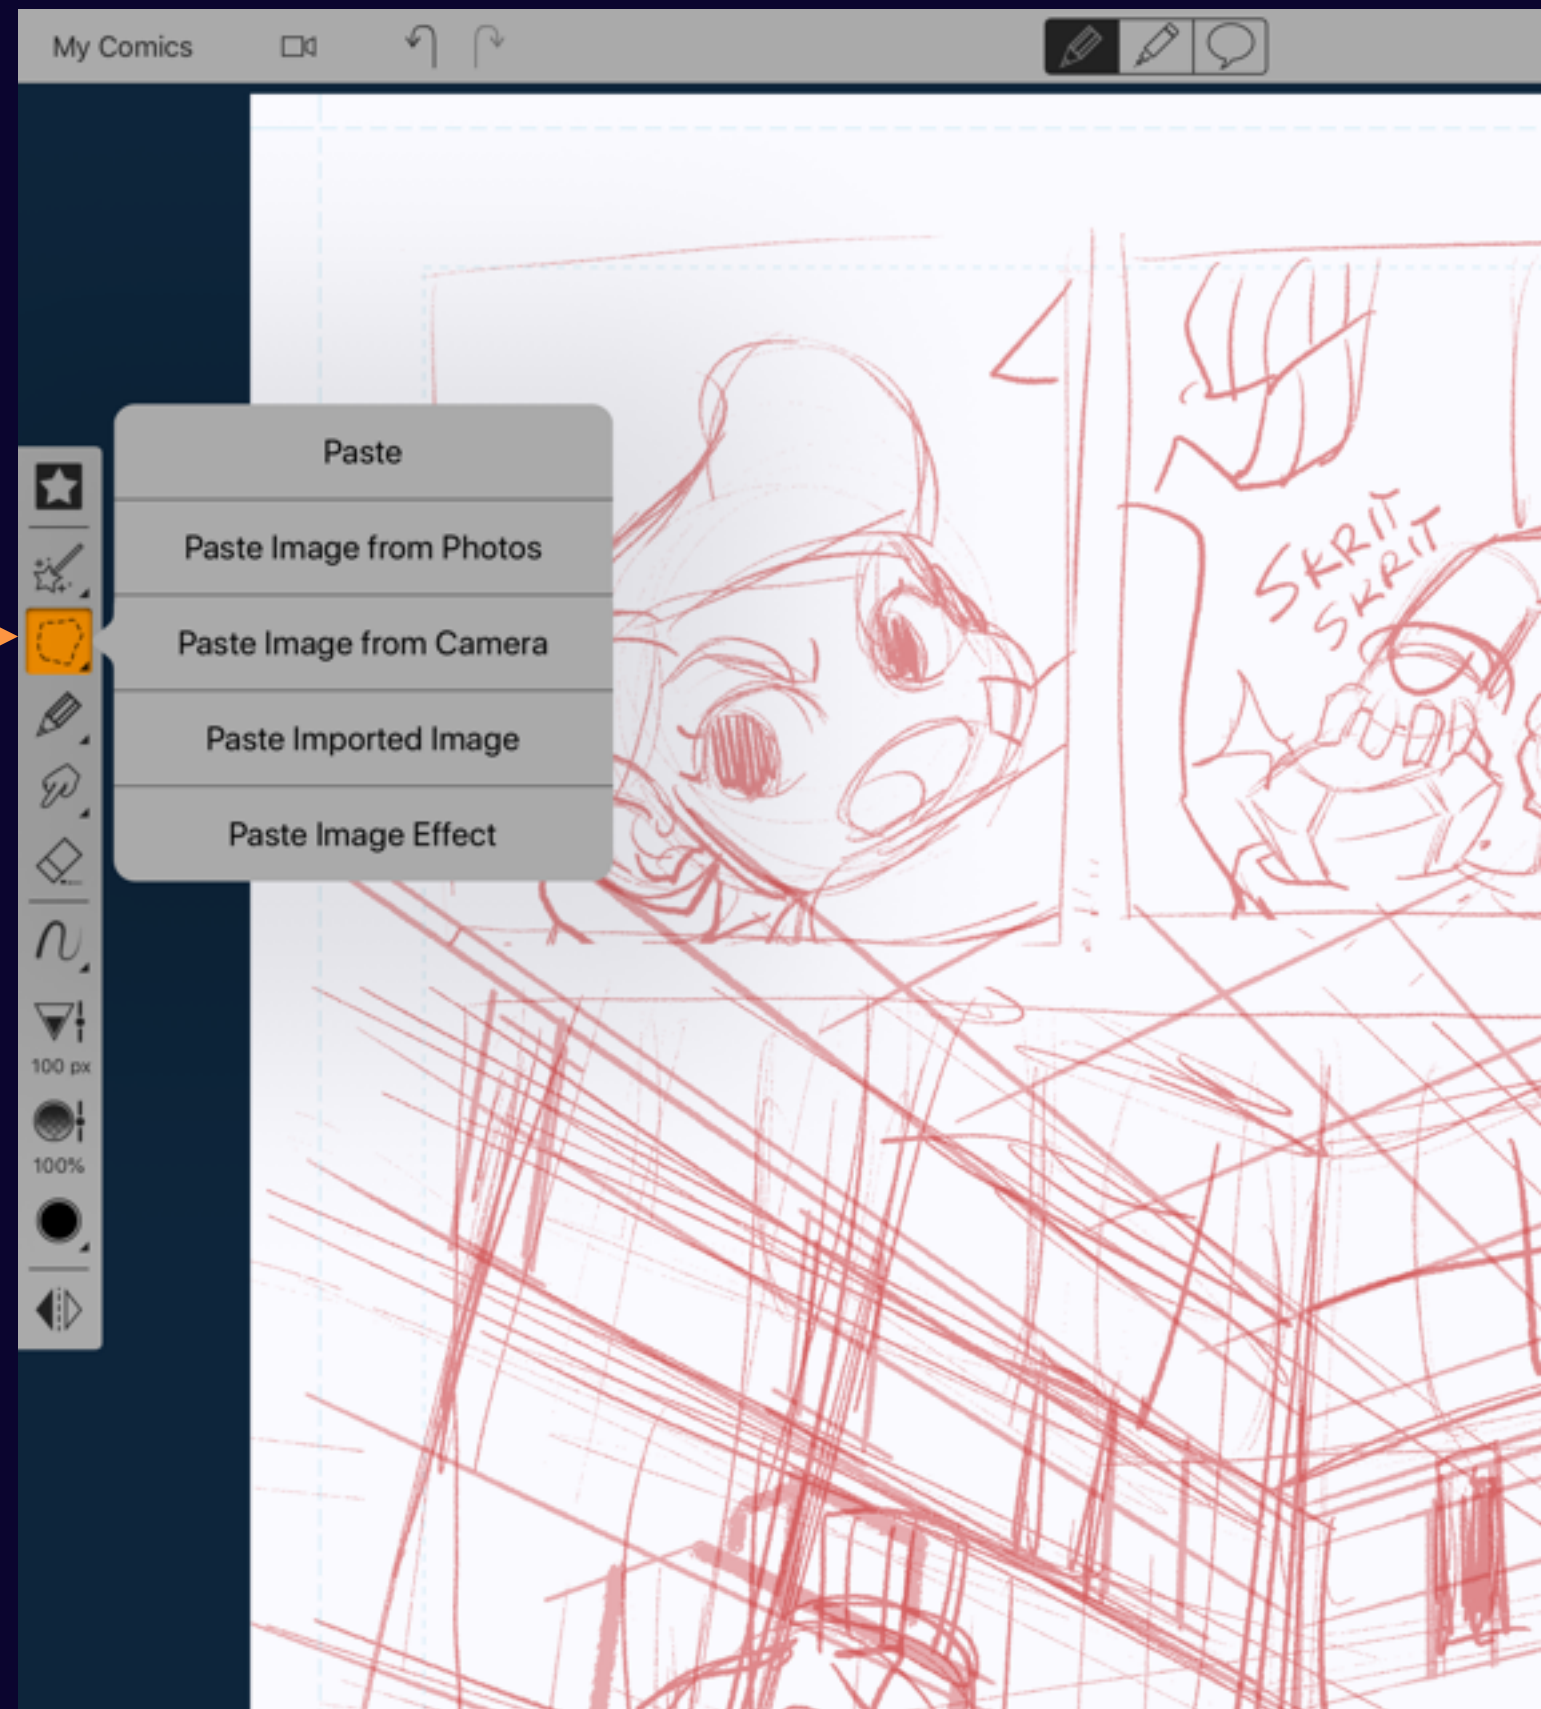 My Comics
Paste
Paste Image from Photos
Paste Image from Camera
Paste Imported Image
Paste Image Effect
SKRIT
SKRIT
100 px
100%